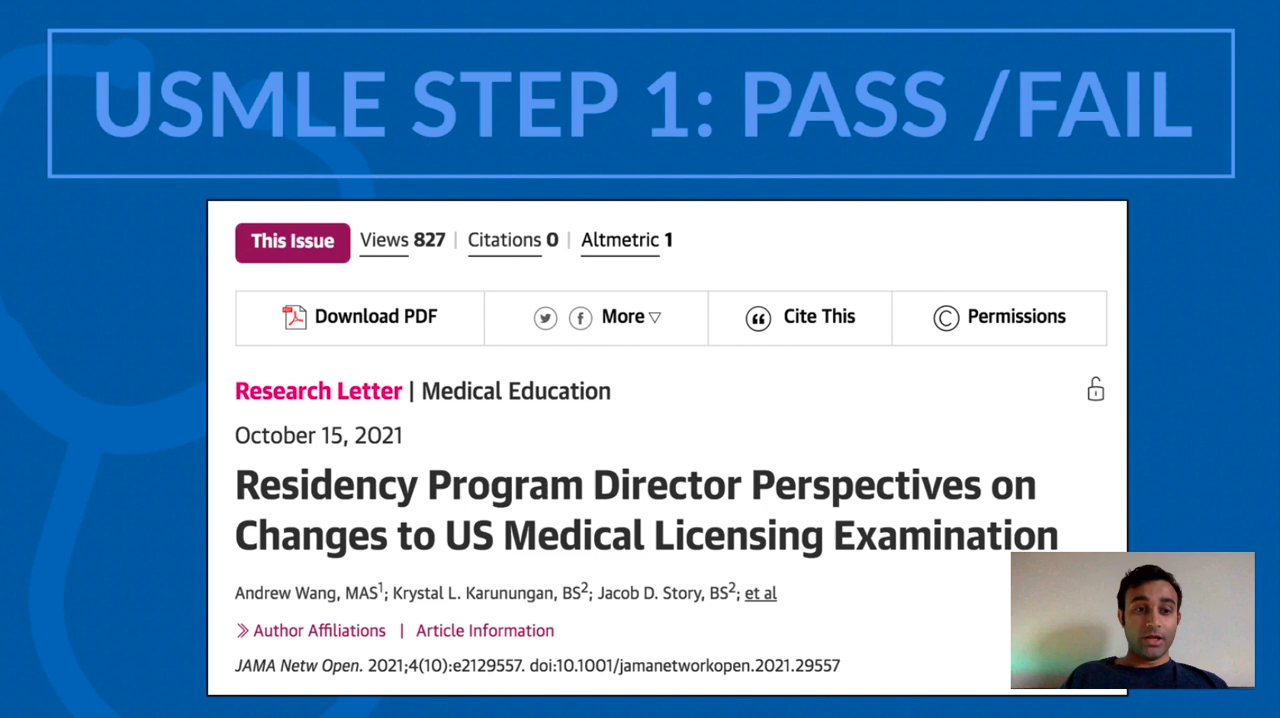 USMLE STEP 1: PASS /FAIL
This Issue Views 827 | Citations 0 | Altmetric 1
Download PDF More ▽ Cite This Permissions
Research Letter | Medical Education
October 15, 2021
Residency Program Director Perspectives on
Changes to US Medical Licensing Examination
Andrew Wang, MAS¹; Krystal L. Karunungan, BS²; Jacob D. Story, BS²; et al
≫ Author Affiliations | Article Information
JAMA Netw Open. 2021;4(10):e2129557. doi:10.1001/jamanetworkopen.2021.29557